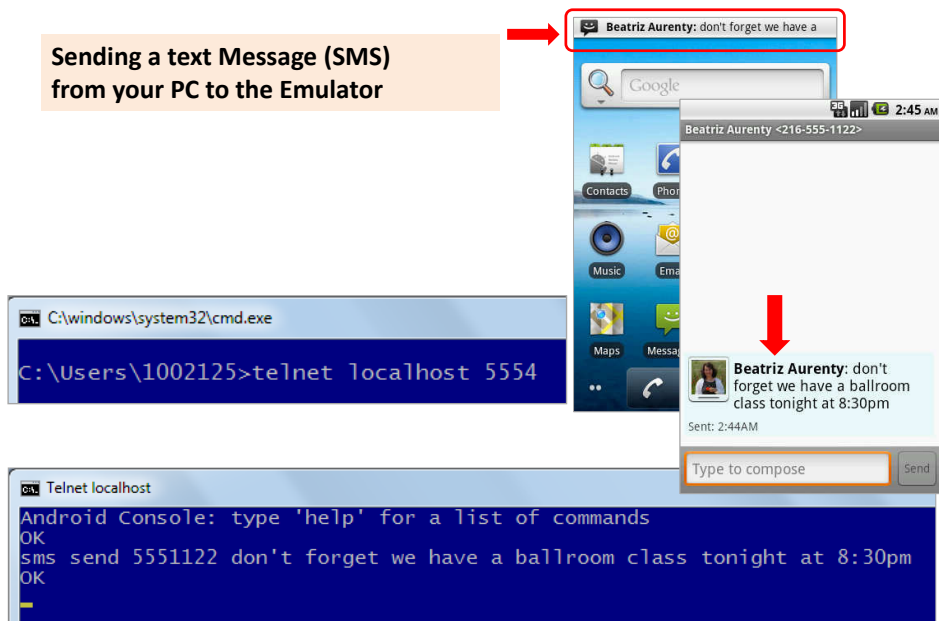 Sending a text Message (SMS)
from your PC to the Emulator
Beatriz Aurenty: don't forget we have a
Google
Contacts
Phon
Music
Ema
Maps
Messag
3G
2:45 AM
Beatriz Aurenty <216-555-1122>
Beatriz Aurenty: don't
forget we have a ballroom
class tonight at 8:30pm
Sent: 2:44AM
Type to compose
Send
C:\windows\system32\cmd.exe
C:\Users\1002125>telnet localhost 5554
Telnet localhost
Android Console: type 'help' for a list of commands
OK
sms send 5551122 don't forget we have a ballroom class tonight at 8:30pm
OK